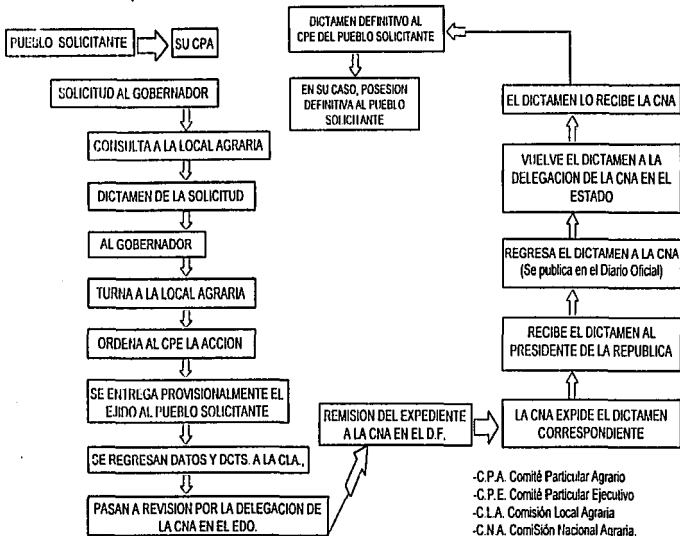 PUEBLO SOLICITANTE
SU CPA
SOLICITUD AL GOBERNADOR
CONSULTA A LA LOCAL AGRARIA
DICTAMEN DE LA SOLICITUD
AL GOBERNADOR
TURNA A LA LOCAL AGRARIA
ORDENA AL CPE LA ACCION
SE ENTREGA PROVISIONALMENTE EL
EJIDO AL PUEBLO SOLICITANTE
SE REGRESAN DATOS Y DCTS. A LA CLA.,
PASAN A REVISION POR LA DELEGACION DE
LA CNA EN EL EDO.
REMISION DEL EXPEDIENTE
A LA CNA EN EL D.F.
LA CNA EXPIDE EL DICTAMEN
CORRESPONDIENTE
RECIBE EL DICTAMEN AL
PRESIDENTE DE LA REPUBLICA
REGRESA EL DICTAMEN A LA CNA
(Se publica en el Diario Oficial)
VUELVE EL DICTAMEN A LA
DELEGACION DE LA CNA EN EL
ESTADO
EL DICTAMEN LO RECIBE LA CNA
DICTAMEN DEFINITIVO AL
CPE DEL PUEBLO SOLICITANTE
EN SU CASO, POSESION
DEFINITIVA AL PUEBLO
SOLICITANTE
-C.P.A. Comité Particular Agrario
-C.P.E. Comité Particular Ejecutivo
-C.L.A. Comisión Local Agraria
-C.N.A. ComiSión Nacional Agraria.